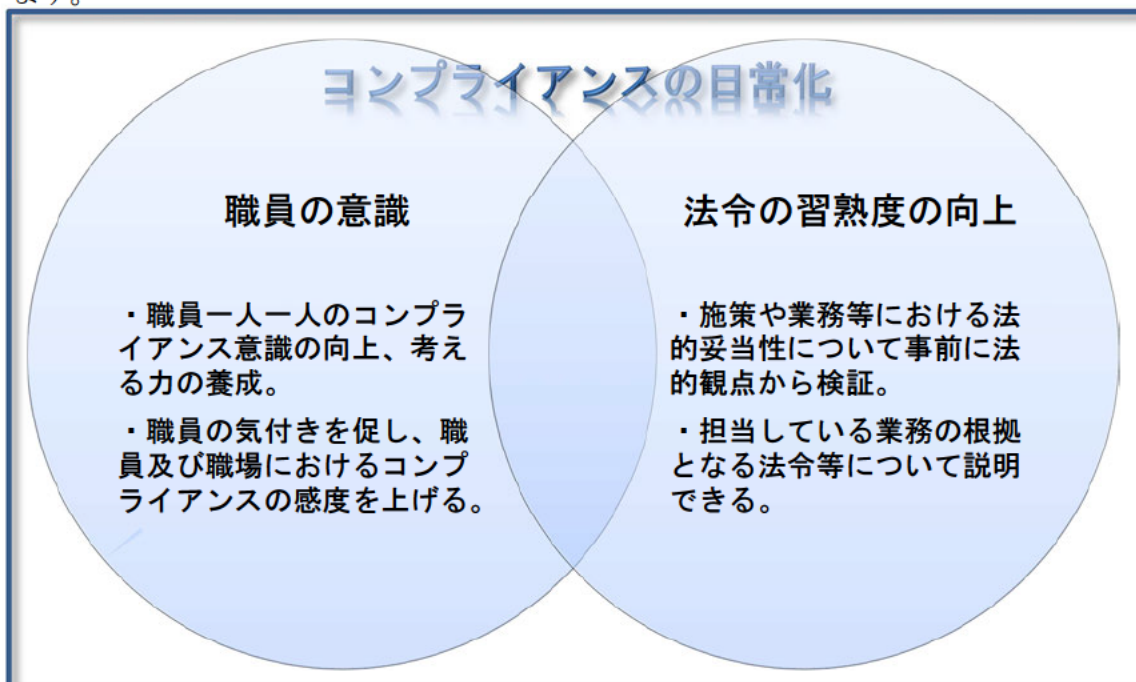 ます。
コンプライアンスの日常化
職員の意識
・職員一人一人のコンプラ
イアンス意識の向上、考え
る力の養成。
・職員の気付きを促し、職
員及び職場におけるコンプ
ライアンスの感度を上げる。
法令の習熟度の向上
・施策や業務等における法
的妥当性について事前に法
的観点から検証。
・担当している業務の根拠
となる法令等について説明
できる。